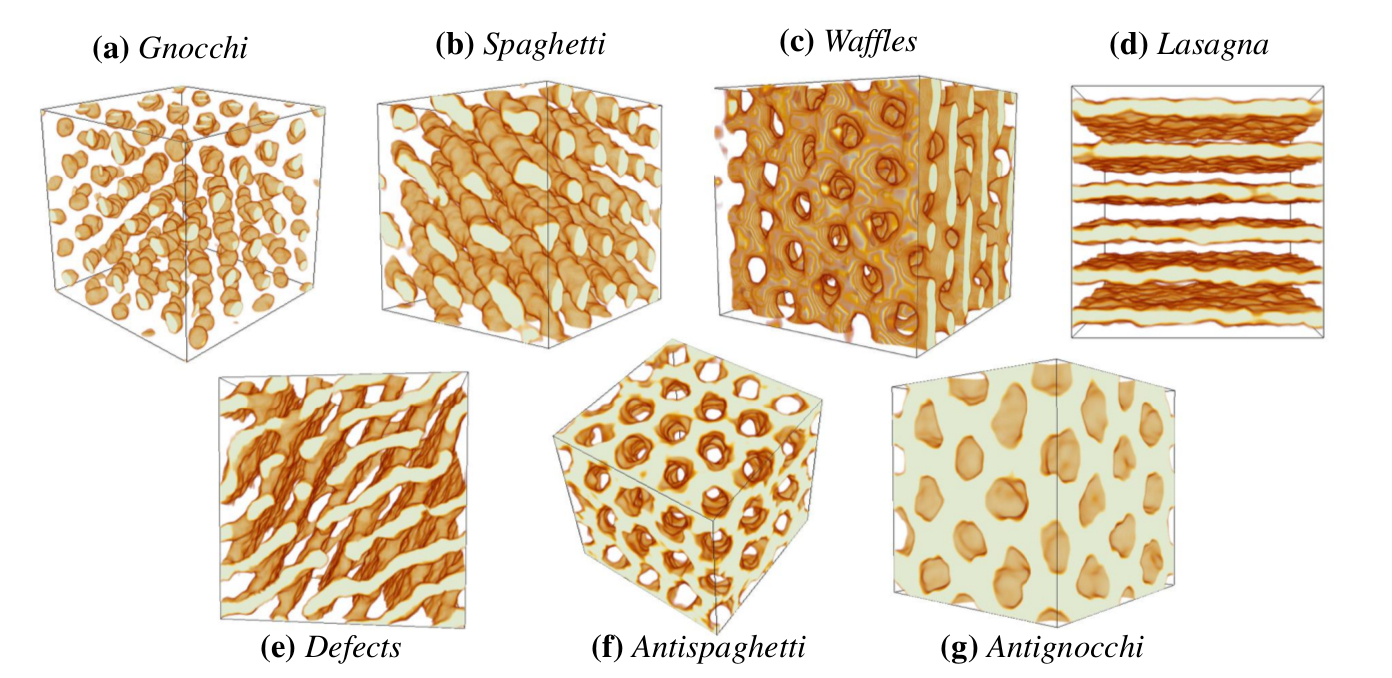 (a) Gnocchi
(b) Spaghetti
(c) Waffles
(d) Lasagna
(e) Defects
(f) Antispaghetti
(g) Antignocchi